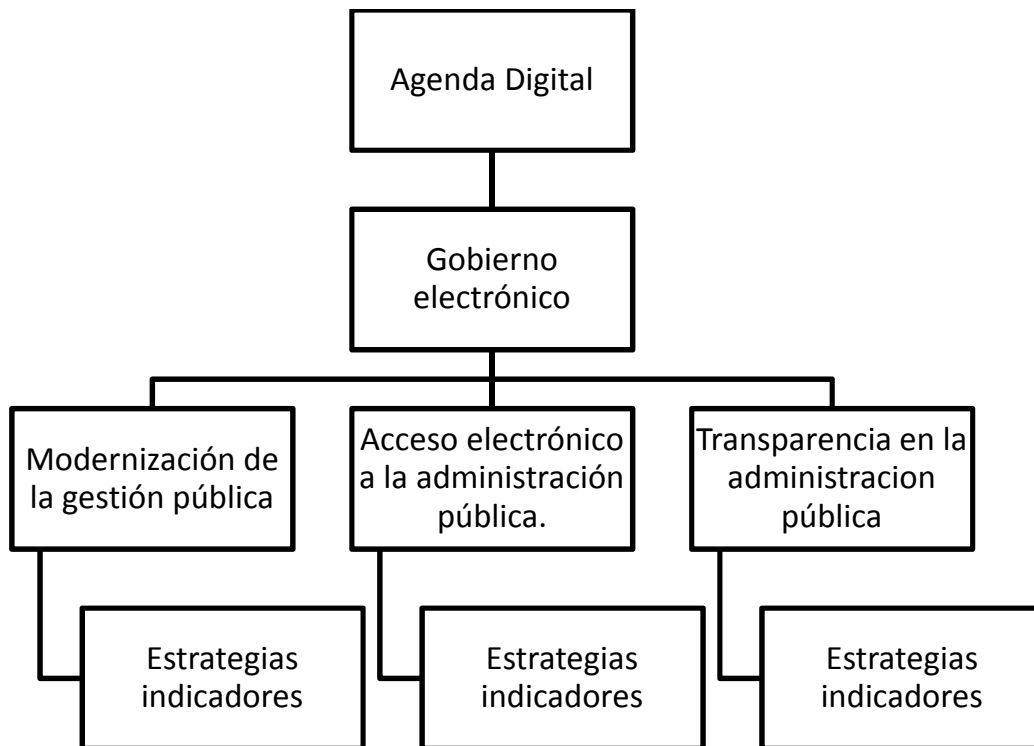 Agenda Digital
Gobierno
electrónico
Modernización de
la gestión pública
Acceso electrónico
a la administración
pública.
Transparencia en la
administracion
pública
Estrategias
indicadores
Estrategias
indicadores
Estrategias
indicadores